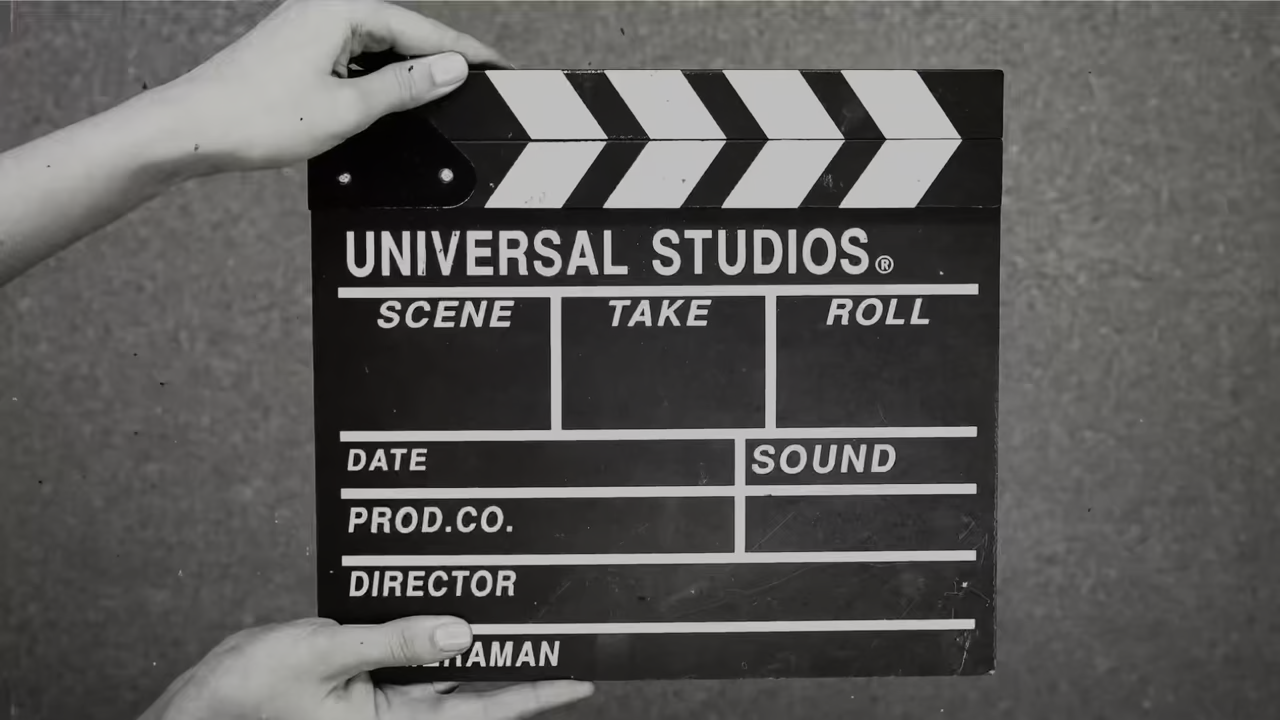 UNIVERSAL STUDIOS®
SCENE TAKE ROLL
DATE SOUND
PROD.CO.
DIRECTOR